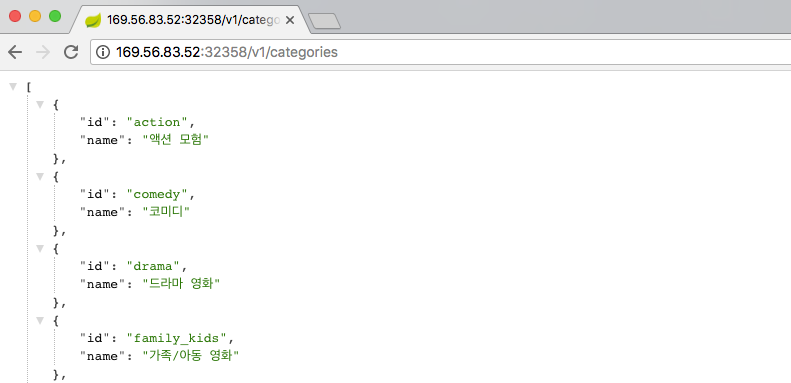 169.56.83.52:32358/v1/catego
169.56.83.52:32358/v1/categories
[
{
"id": "action",
"name": "액션 모험"
},
{
"id": "comedy",
"name": "코미디"
},
{
"id": "drama",
"name": "드라마 영화"
},
{
"id": "family_kids",
"name": "가족/아동 영화"
},